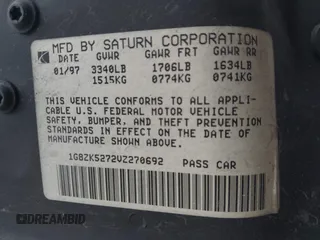 MFD BY SATURN CORPORATION
DATE GVWR GAWR FRT GAWR RR
01/97 3340LB 1706LB 1634LB
1515KG 0774KG 0741KG
THIS VEHICLE CONFORMS TO ALL APPLI-
CABLE U.S. FEDERAL MOTOR VEHICLE
SAFETY, BUMPER, AND THEFT PREVENTION
STANDARDS IN EFFECT ON THE DATE OF
MANUFACTURE SHOWN ABOVE.
1G8ZK5272VZ270692 PASS CAR
DREAMBID